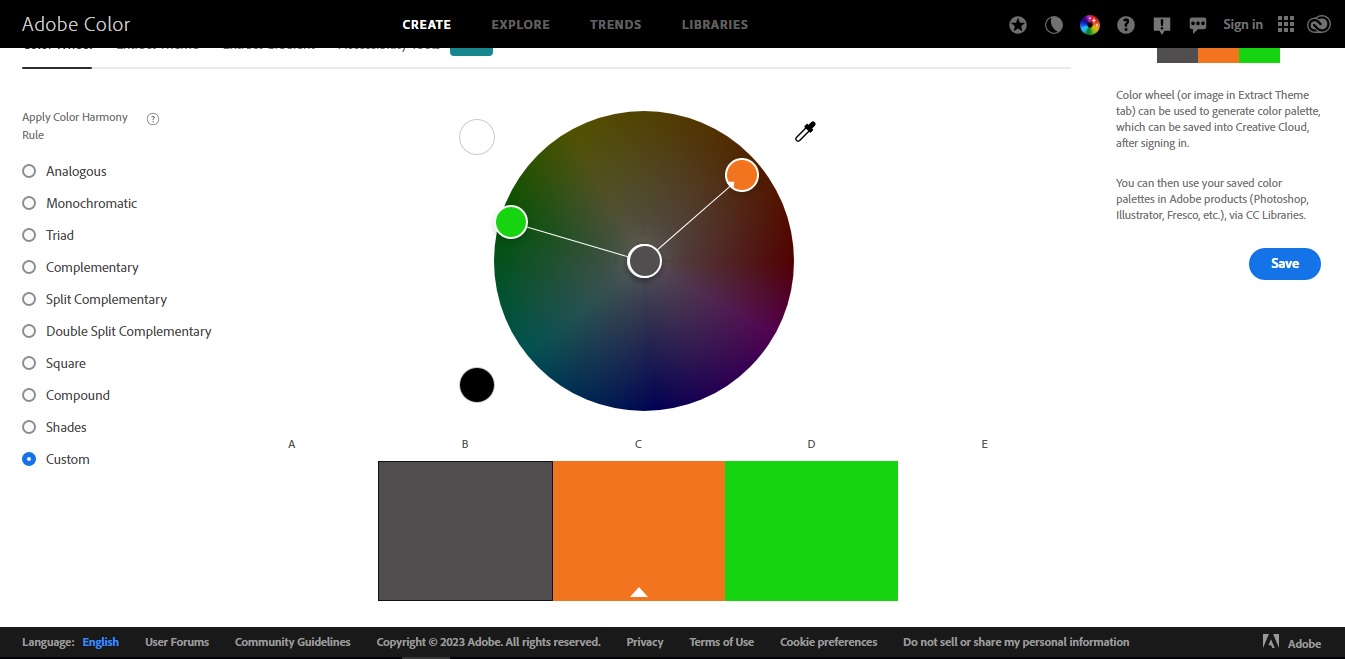 Adobe Color
CREATE
EXPLORE
TRENDS
LIBRARIES
Sign in
Apply Color Harmony
Rule
Analogous
Monochromatic
Triad
Complementary
Split Complementary
Double Split Complementary
Square
Compound
Shades
Custom
A
B
C
D
E
Color wheel (or image in Extract Theme
tab) can be used to generate color palette,
which can be saved into Creative Cloud,
after signing in.
You can then use your saved color
palettes in Adobe products (Photoshop,
Illustrator, Fresco, etc.), via CC Libraries.
Save
Language: English
User Forums
Community Guidelines
Copyright © 2023 Adobe. All rights reserved.
Privacy
Terms of Use
Cookie preferences
Do not sell or share my personal information
Adobe